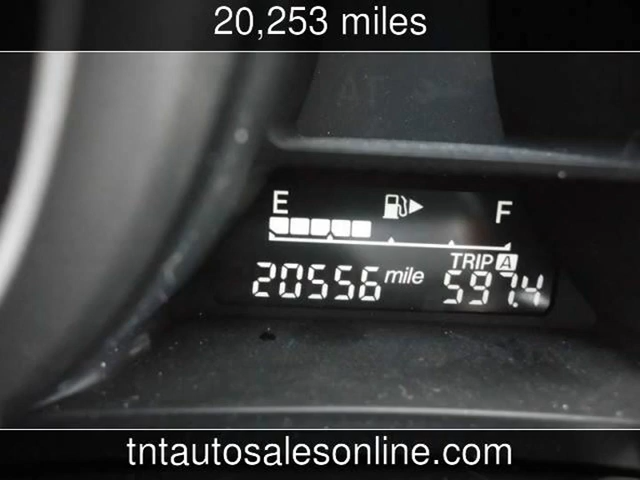 20,253 miles
E F
TRIP A
20556 mile 597.4
tntautosalesonline.com